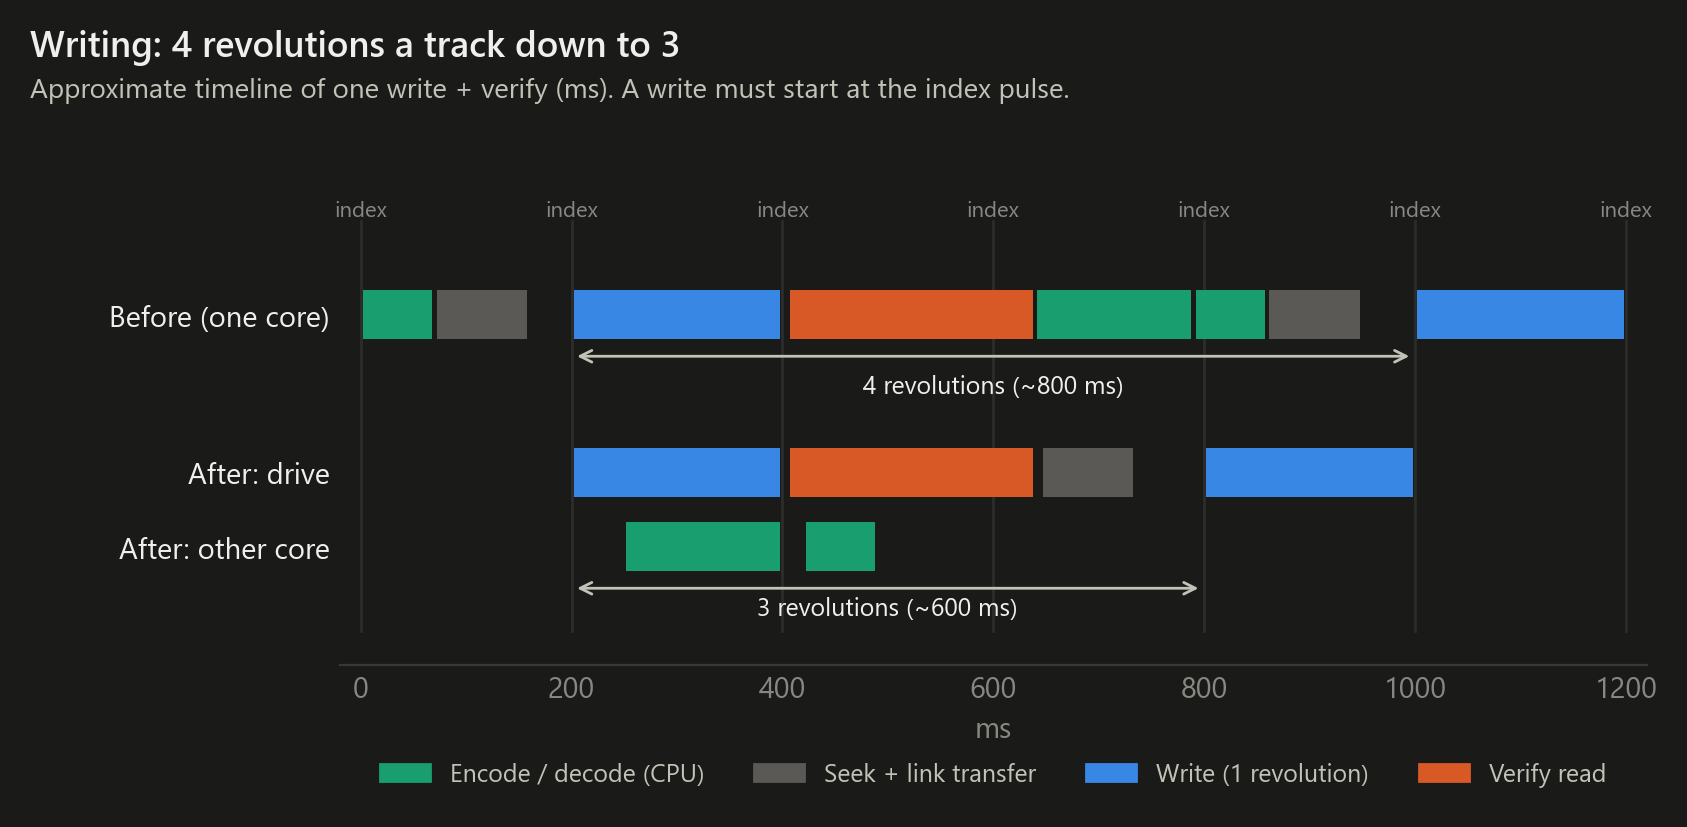 Writing: 4 revolutions a track down to 3
Approximate timeline of one write + verify (ms). A write must start at the index pulse.
index index index index index index index
Before (one core)
4 revolutions (~800 ms)
After: drive
After: other core
3 revolutions (~600 ms)
0 200 400 600 800 1000 1200
ms
Encode / decode (CPU) Seek + link transfer Write (1 revolution) Verify read